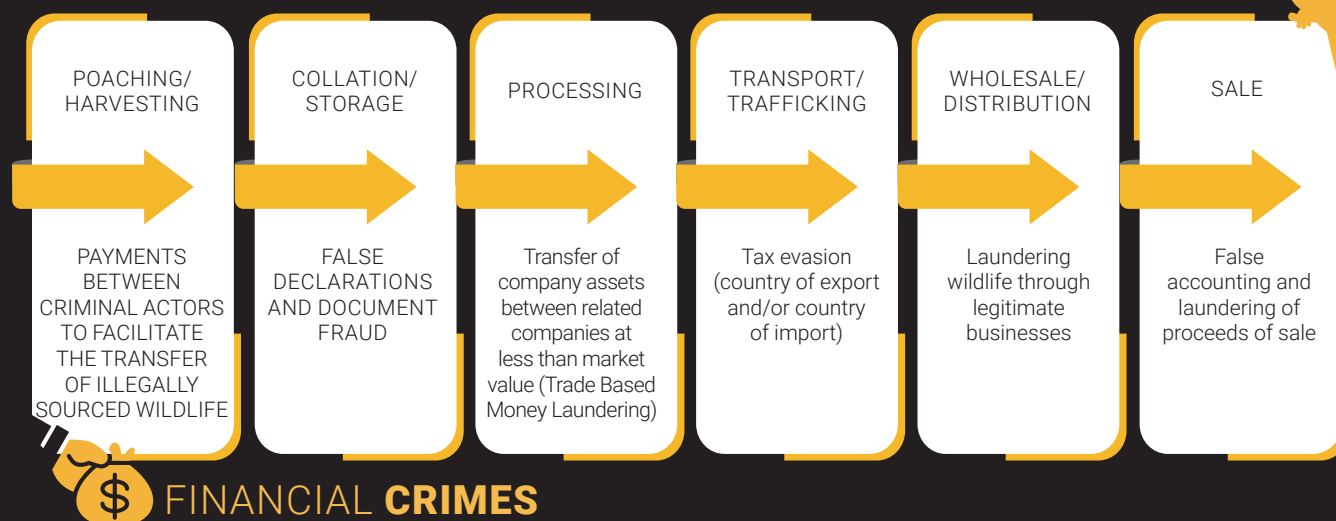 POACHING/
HARVESTING
PAYMENTS
BETWEEN
CRIMINAL ACTORS
TO FACILITATE
THE TRANSFER
OF ILLEGALLY
SOURCED WILDLIFE
COLLATION/
STORAGE
FALSE
DECLARATIONS
AND DOCUMENT
FRAUD
PROCESSING
Transfer of
company assets
between related
companies at
less than market
value (Trade Based
Money Laundering)
TRANSPORT/
TRAFFICKING
Tax evasion
(country of export
and/or country
of import)
WHOLESALE/
DISTRIBUTION
Laundering
wildlife through
legitimate
businesses
SALE
False
accounting and
laundering of
proceeds of sale
$
FINANCIAL CRIMES